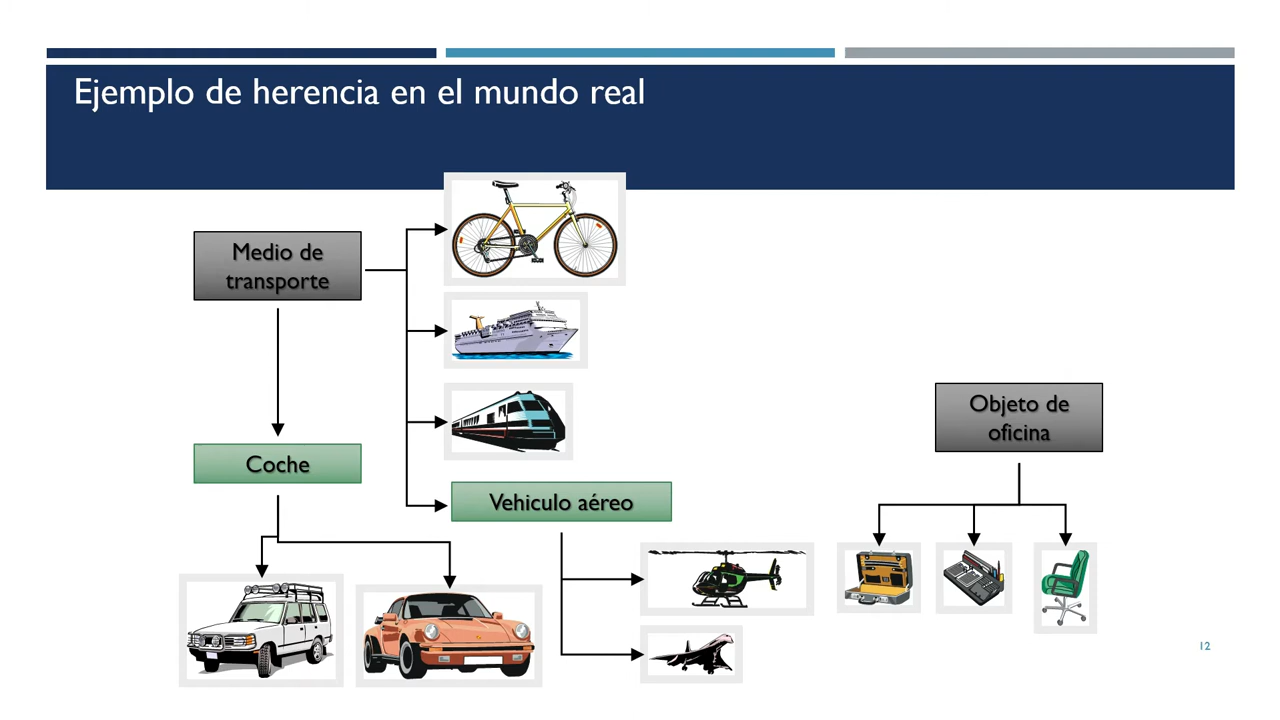 Ejemplo de herencia en el mundo real
Medio de
transporte
Coche
Vehiculo aéreo
Objeto de
oficina
12